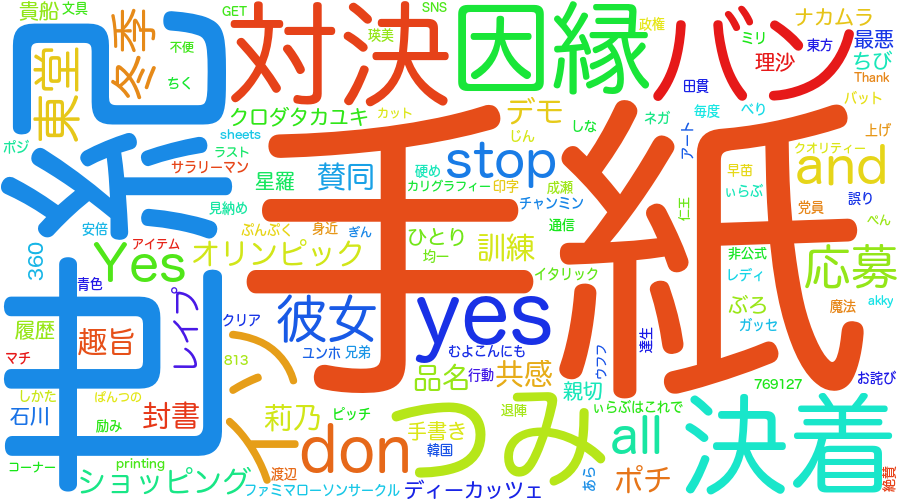 貴船
文具
GET
SNS
政権
ナカムラ
冬季
東堂
不便
ちく
対決
瑛美
因縁
バン
ミリ
東方
最悪
理沙
ちび
Thank
田貫
クロダタカユキ
カット
デモ
毎度
べり
バット
ポジ
sheets
ラスト
サラリーマン
じん
しな
ネガ
アート
上げ
クオリティー
手紙
stop
and
星羅
賛同
硬め
カリグラフィー
印字
成瀬
早苗
いらぶ
見納め
チャンミン
仁王
党員
誤り
ぺん
安倍
ぷんぷく
身近
ぎん
通信
360
Yes
アイテム
オリンピック
ひとり
均一
訓練
イタリック
非公式
応募
レディ
青色
akky
彼女
yes
ぶろ
魔法
履歴
趣旨
レイプ
クリア
ガッセ
達生
マチ
ユンホ
兄弟
むよこんにも
ウフフ
813
品名
行動
共感
769127
お詫び
しかた
ぱんつの
親切
石川
励み
封書
莉乃
ピッチ
手書き
退陣
つみ
いらぶはこれで
決着
don
韓国
all
コーナー
printing
渡辺
ショッピング
ファミマローソンサークル
ディーカッツェ
あら
ポチ
絶賛